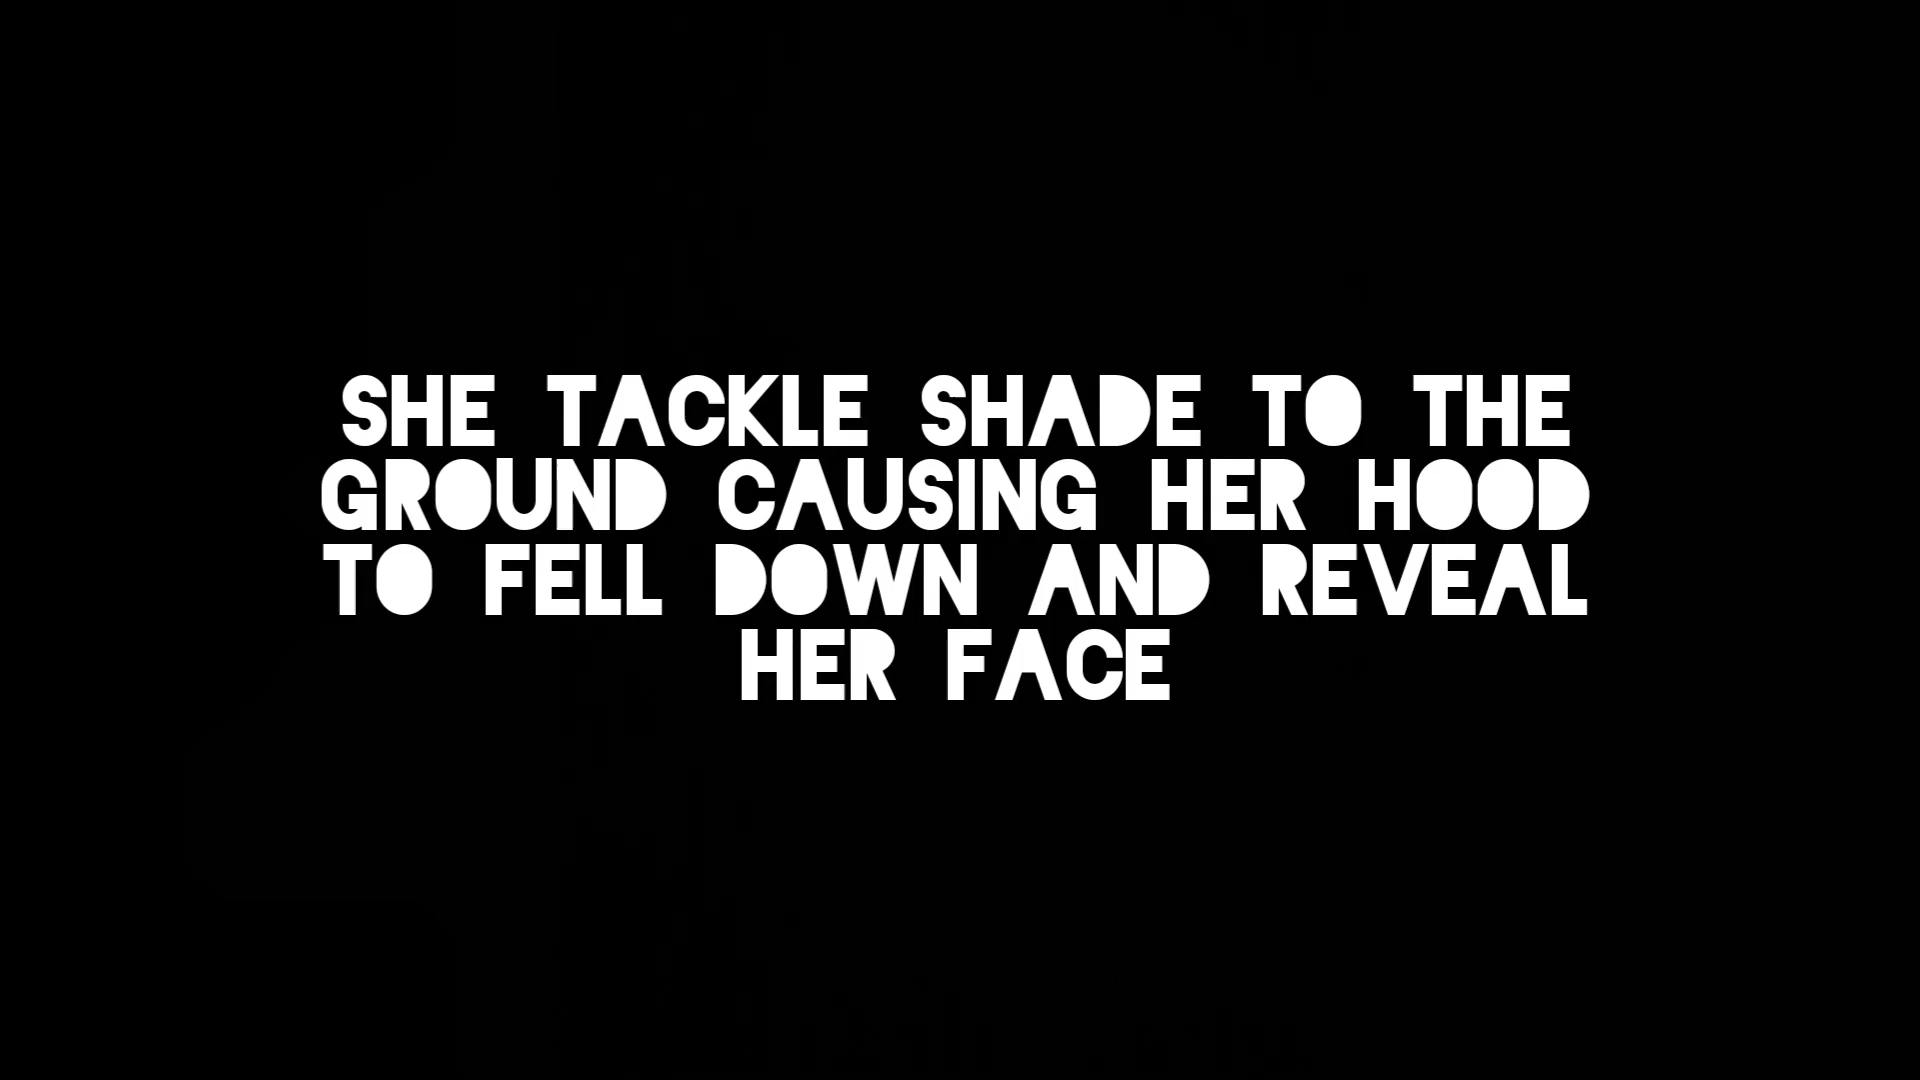 SHE TACKLE SHADE TO THE
GROUND CAUSING HER HOOD
TO FELL DOWN AND REVEAL
HER FACE